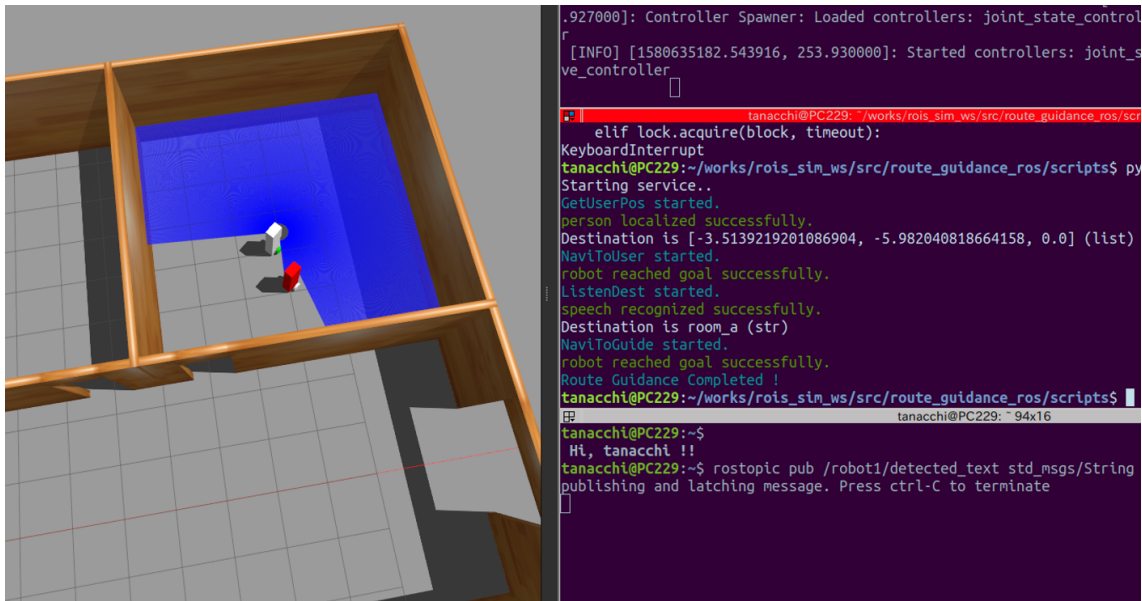 .927000]: Controller Spawner: Loaded controllers: joint_state_control
r
[INFO] [1580635182.543916, 253.930000]: Started controllers: joint_s
ve_controller
tanacchi@PC229: ~/works/rois_sim_ws/src/route_guidance_ros/scr
elif lock.acquire(block, timeout):
KeyboardInterrupt
tanacchi@PC229:~/works/rois_sim_ws/src/route_guidance_ros/scripts$ py
Starting service..
GetUserPos started.
person localized successfully.
Destination is [-3.5139219201086904, -5.982040818664158, 0.0] (list)
NaviToUser started.
robot reached goal successfully.
ListenDest started.
speech recognized successfully.
Destination is room_a (str)
NaviToGuide started.
robot reached goal successfully.
Route Guidance Completed !
tanacchi@PC229:~/works/rois_sim_ws/src/route_guidance_ros/scripts$
tanacchi@PC229: ~ 94x16
tanacchi@PC229:~$
Hi, tanacchi !!
tanacchi@PC229:~$ rostopic pub /robot1/detected_text std_msgs/String
publishing and latching message. Press ctrl-C to terminate